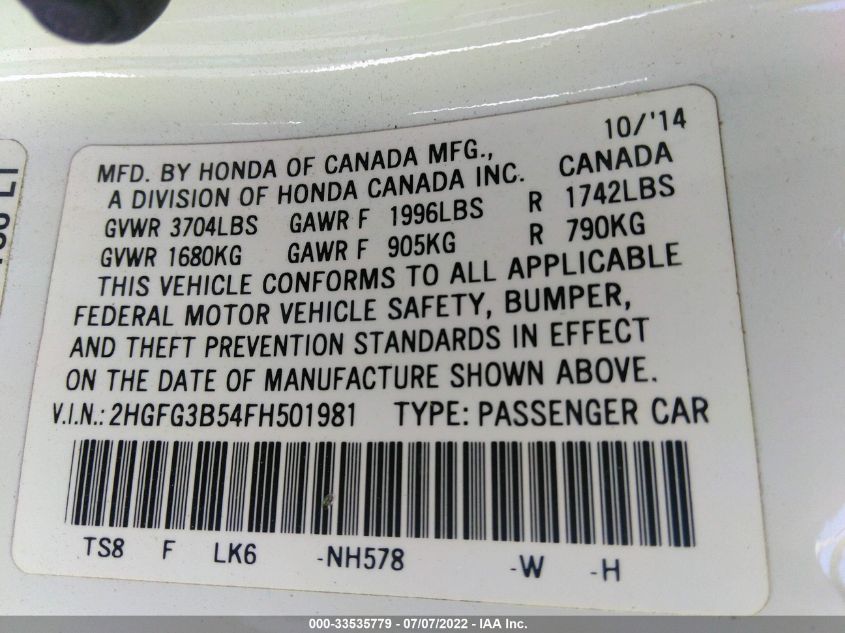 10/'14
MFD. BY HONDA OF CANADA MFG.,
A DIVISION OF HONDA CANADA INC. CANADA
GVWR 3704LBS GAWR F 1996LBS R 1742LBS
GVWR 1680KG GAWR F 905KG R 790KG
THIS VEHICLE CONFORMS TO ALL APPLICABLE
FEDERAL MOTOR VEHICLE SAFETY, BUMPER,
AND THEFT PREVENTION STANDARDS IN EFFECT
ON THE DATE OF MANUFACTURE SHOWN ABOVE.
V.I.N.: 2HGFG3B54FH501981 TYPE: PASSENGER CAR
TS8 F LK6 -NH578 -W -H
000-33535779 - 07/07/2022 - IAA Inc.